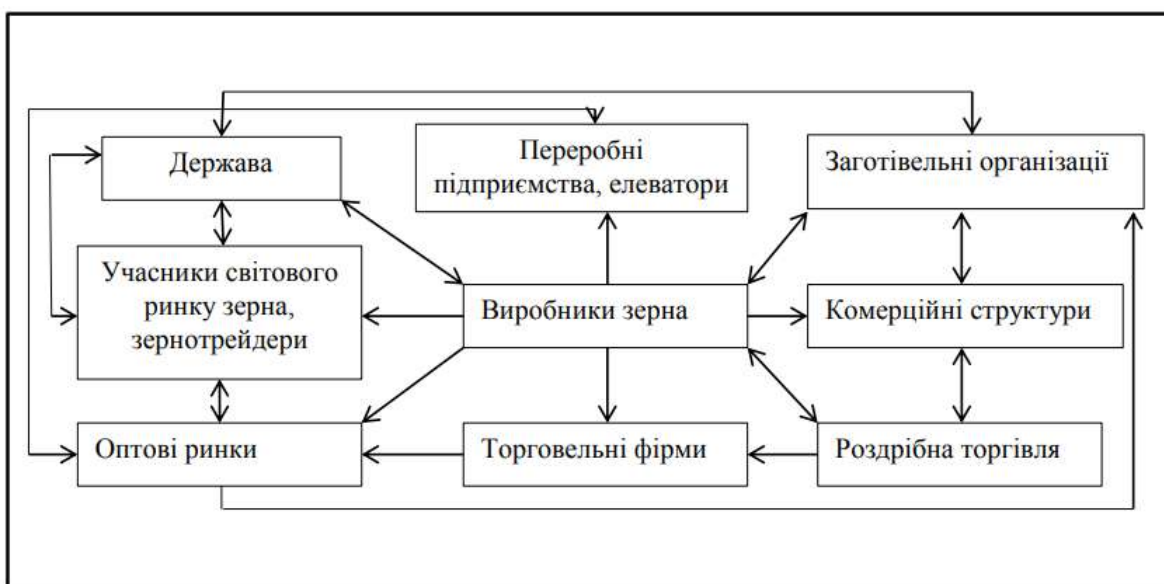 Держава
Переробні
підприємства, елеватори
Заготівельні організації
Учасники світового
ринку зерна,
зернотрейдери
Виробники зерна
Комерційні структури
Оптові ринки
Торговельні фірми
Роздрібна торгівля